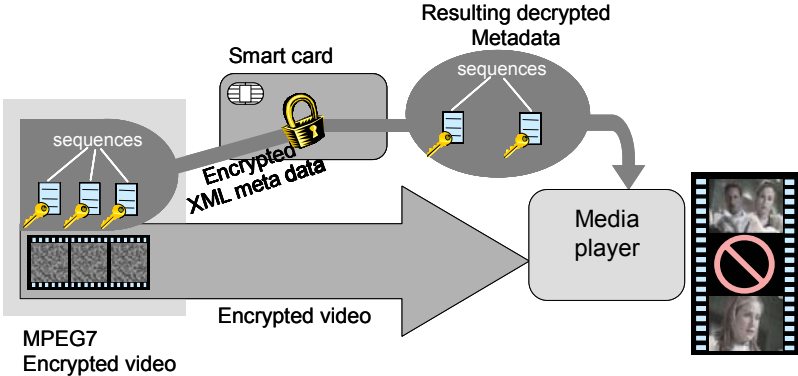 Resulting decrypted
Metadata
Smart card
sequences
sequences
Encrypted
XML meta data
Media
player
Encrypted video
MPEG7
Encrypted video